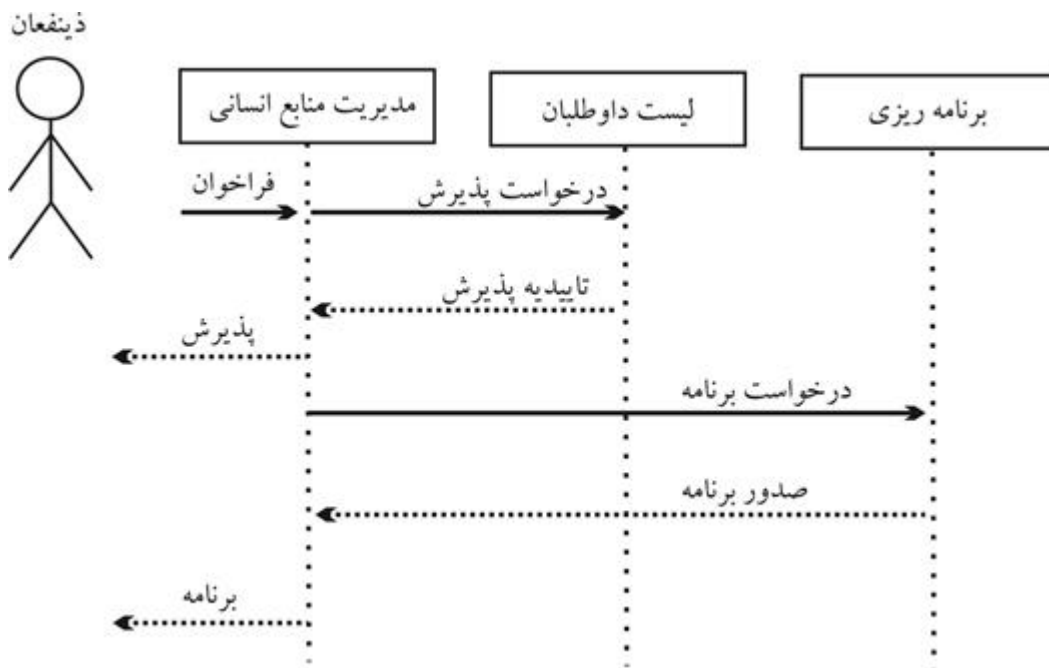 ذینفعان
مدیریت منابع انسانی
لیست داوطلبان
برنامه ریزی
فراخوان
درخواست پذیرش
تاییدیه پذیرش
پذیرش
درخواست برنامه
صدور برنامه
برنامه